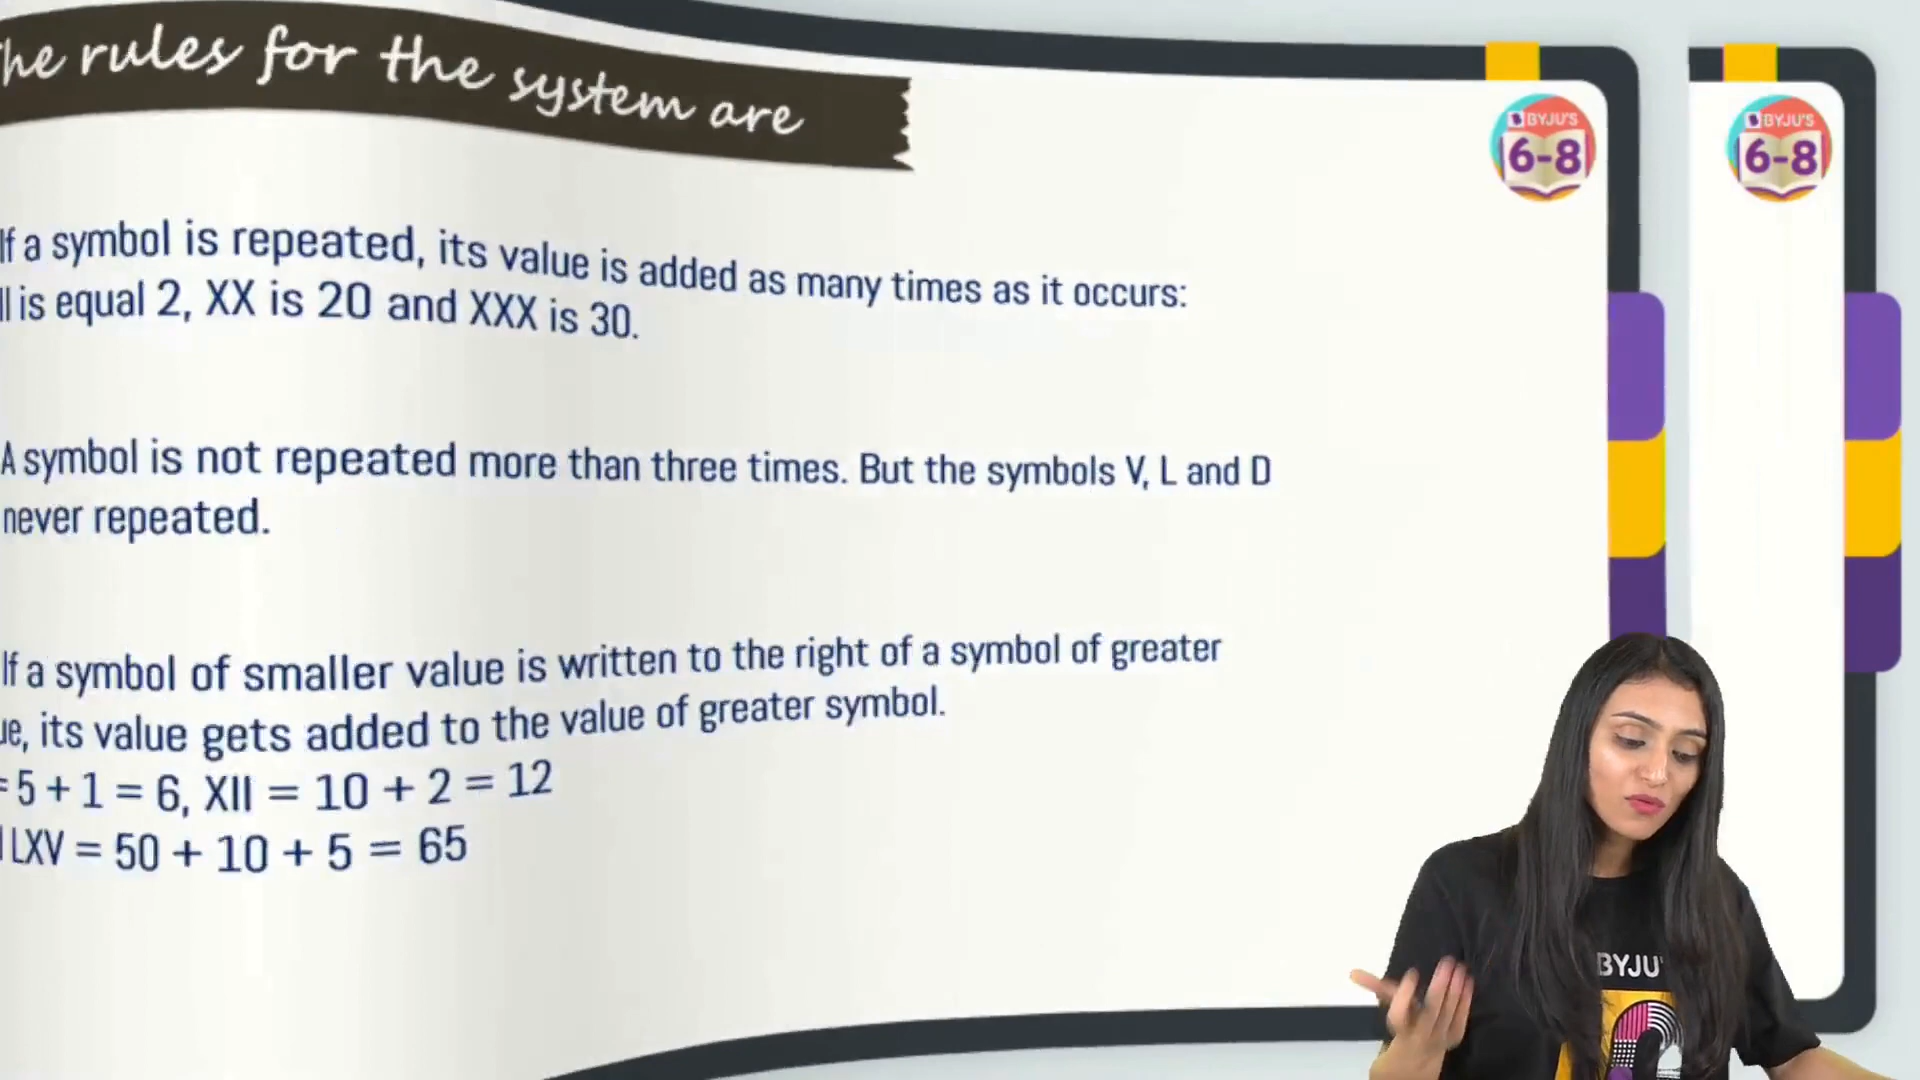 he rules for the system are
BYJU'S
6-8
BYJU'S
6-8
If a symbol is repeated, its value is added as many times as it occurs:
II is equal 2, XX is 20 and XXX is 30.
A symbol is not repeated more than three times. But the symbols V, L and D
never repeated.
If a symbol of smaller value is written to the right of a symbol of greater
ue, its value gets added to the value of greater symbol.
= 5 + 1 = 6, XII = 10 + 2 = 12
LXV = 50 + 10 + 5 = 65
BYJU'